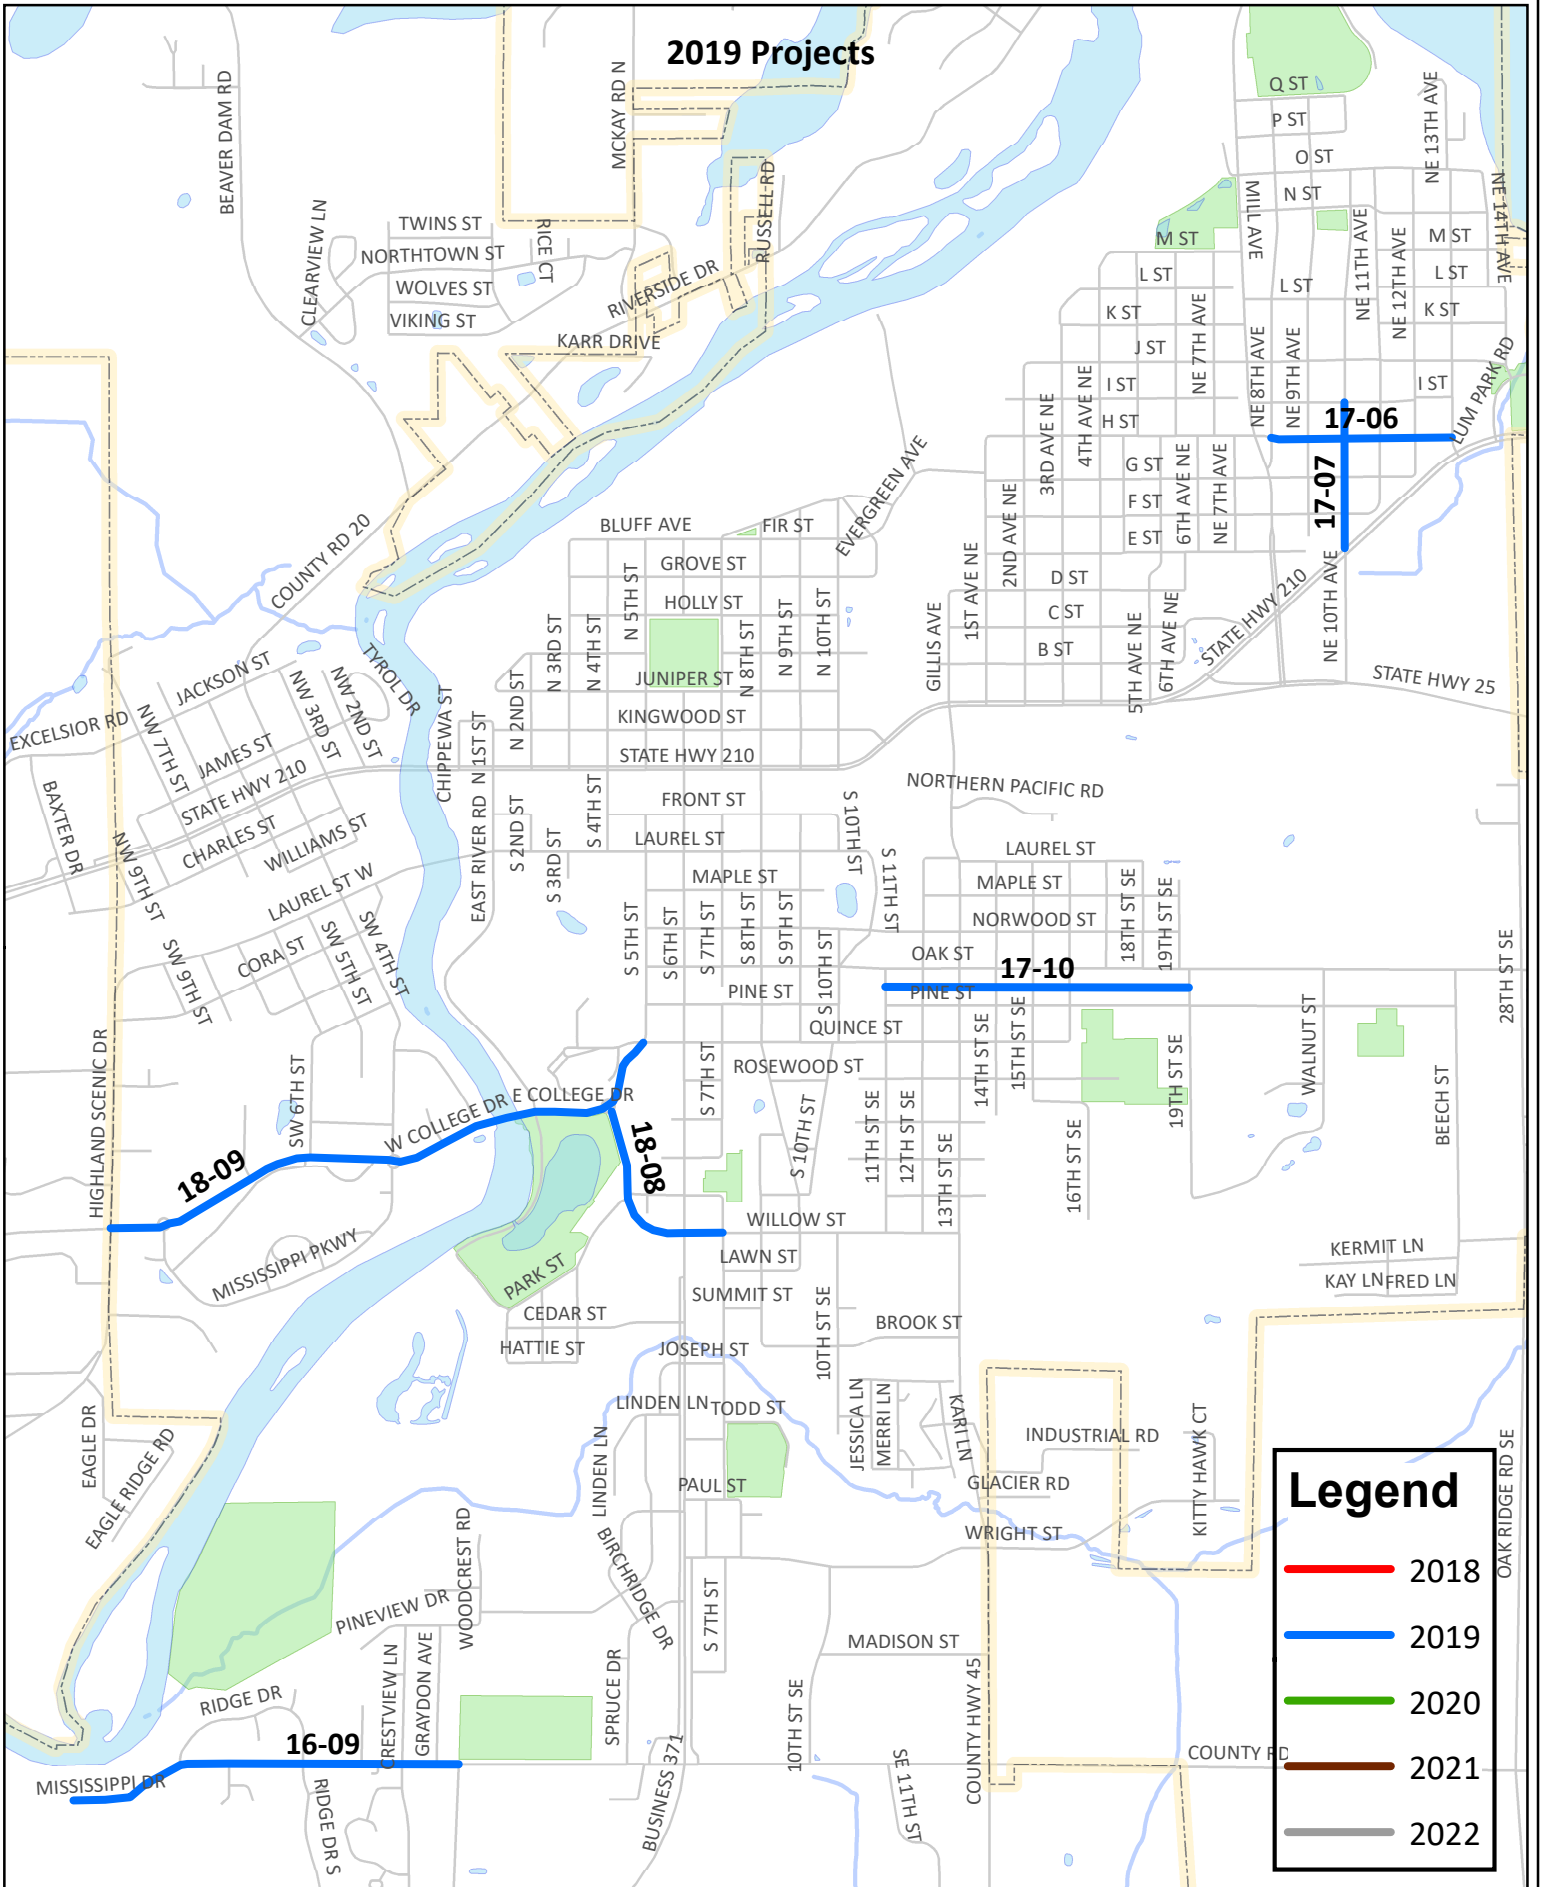 2019 Projects
Q ST
P ST
O ST
N ST
NE 13TH AVE
BEAVER DAM RD
MCKAY RD N
RUSSELL RD
MILL AVE
NE 11TH AVE
NE 12TH AVE
NE 14TH AVE
TWINS ST
NORTHTOWN ST
RICE CT
WOLVES ST
VIKING ST
CLEARVIEW LN
RIVERSIDE DR
KARR DRIVE
M ST
M ST
L ST
L ST
L ST
K ST
K ST
J ST
I ST
I ST
H ST
NE 7TH AVE
NE 8TH AVE
NE 9TH AVE
LUM PARK RD
17-06
17-07
3RD AVE NE
4TH AVE NE
G ST
F ST
E ST
6TH AVE NE
NE 7TH AVE
2ND AVE NE
1ST AVE NE
D ST
C ST
B ST
5TH AVE NE
6TH AVE NE
NE 10TH AVE
STATE HWY 210
STATE HWY 25
GILLIS AVE
EVERGREEN AVE
COUNTY RD 20
BLUFF AVE
FIR ST
GROVE ST
HOLLY ST
N 5TH ST
N 3RD ST
N 4TH ST
N 8TH ST
N 9TH ST
N 10TH ST
JUNIPER ST
KINGWOOD ST
STATE HWY 210
N 2ND ST
N 1ST ST
CHIPPEWA ST
TYROL DR
JACKSON ST
NW 2ND ST
NW 3RD ST
EXCELSIOR RD
NW 7TH ST
JAMES ST
STATE HWY 210
BAXTER DR
CHARLES ST
WILLIAMS ST
NW 9TH ST
LAUREL ST W
CORA ST
SW 4TH ST
SW 5TH ST
SW 9TH ST
EAST RIVER RD
S 2ND ST
S 3RD ST
S 4TH ST
FRONT ST
LAUREL ST
MAPLE ST
S 10TH ST
S 11TH ST
NORTHERN PACIFIC RD
LAUREL ST
MAPLE ST
NORWOOD ST
OAK ST
18TH ST SE
19TH ST SE
28TH ST SE
S 5TH ST
S 6TH ST
S 7TH ST
S 8TH ST
S 9TH ST
S 10TH ST
PINE ST
17-10
PINE ST
QUINCE ST
ROSEWOOD ST
14TH ST SE
15TH ST SE
19TH ST SE
WALNUT ST
BEECH ST
S 7TH ST
S 10TH ST
11TH ST SE
12TH ST SE
13TH ST SE
16TH ST SE
HIGHLAND SCENIC DR
SW 6TH ST
W COLLEGE DR
E COLLEGE DR
18-09
18-08
WILLOW ST
LAWN ST
SUMMIT ST
KERMIT LN
KAY LN
FRED LN
MISSISSIPPI PKWY
PARK ST
CEDAR ST
HATTIE ST
JOSEPH ST
10TH ST SE
BROOK ST
LINDEN LN
TODD ST
LINDEN LN
JESSICA LN
MERRI LN
KARI LN
INDUSTRIAL RD
GLACIER RD
WRIGHT ST
KITTY HAWK CT
OAK RIDGE RD SE
EAGLE DR
EAGLE RIDGE RD
PAUL ST
WOODCREST RD
BIRCHRIDGE DR
PINEVIEW DR
S 7TH ST
MADISON ST
CRESTVIEW LN
GRAYDON AVE
SPRUCE DR
BUSINESS 371
10TH ST SE
SE 11TH ST
COUNTY HWY 45
COUNTY RD
RIDGE DR
16-09
MISSISSIPPI DR
RIDGE DR S
Legend
2018
2019
2020
2021
2022